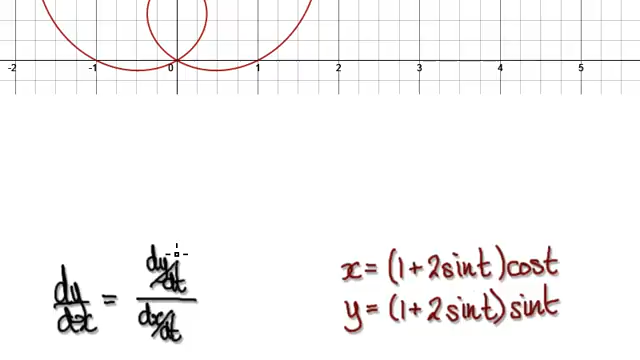 -2 -1 0 1 2 3 4 5
dy/dx = (dy/dt)/(dx/dt)
x = (1+2sint)cost
y = (1+2sint)sint